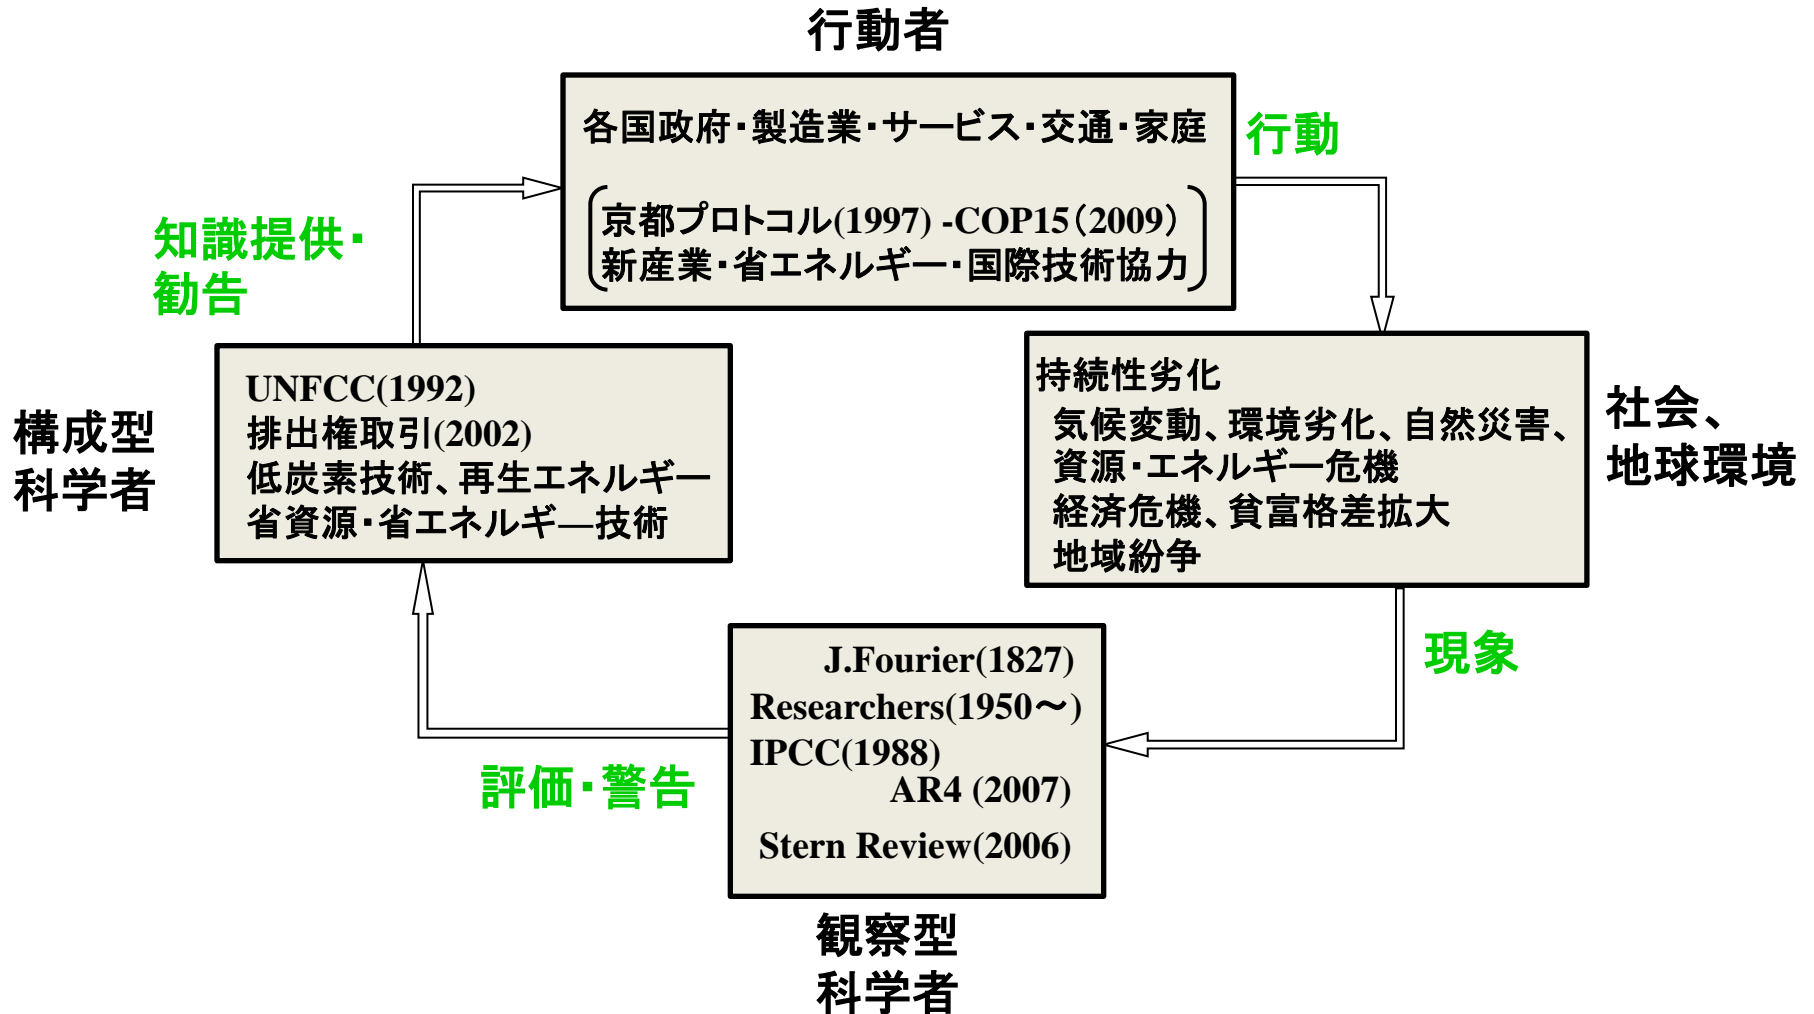 行動者
各国政府・製造業・サービス・交通・家庭
京都プロトコル(1997) -COP15（2009）
新産業・省エネルギー・国際技術協力
行動
知識提供・
勧告
構成型
科学者
UNFCC(1992)
排出権取引(2002)
低炭素技術、再生エネルギー
省資源・省エネルギ―技術
持続性劣化
気候変動、環境劣化、自然災害、
資源・エネルギー危機
経済危機、貧富格差拡大
地域紛争
社会、
地球環境
現象
J.Fourier(1827)
Researchers(1950～)
IPCC(1988)
AR4 (2007)
Stern Review(2006)
評価・警告
観察型
科学者